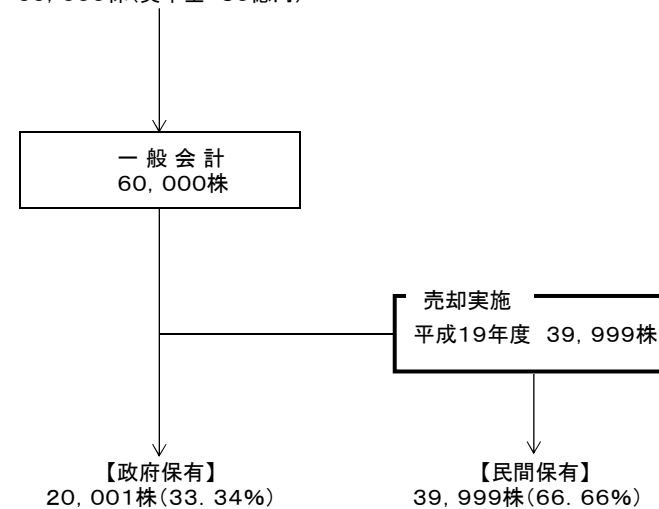 一 般 会 計
60, 000株
売却実施
平成19年度 39, 999株
【政府保有】
20, 001株(33. 34%)
【民間保有】
39, 999株(66. 66%)